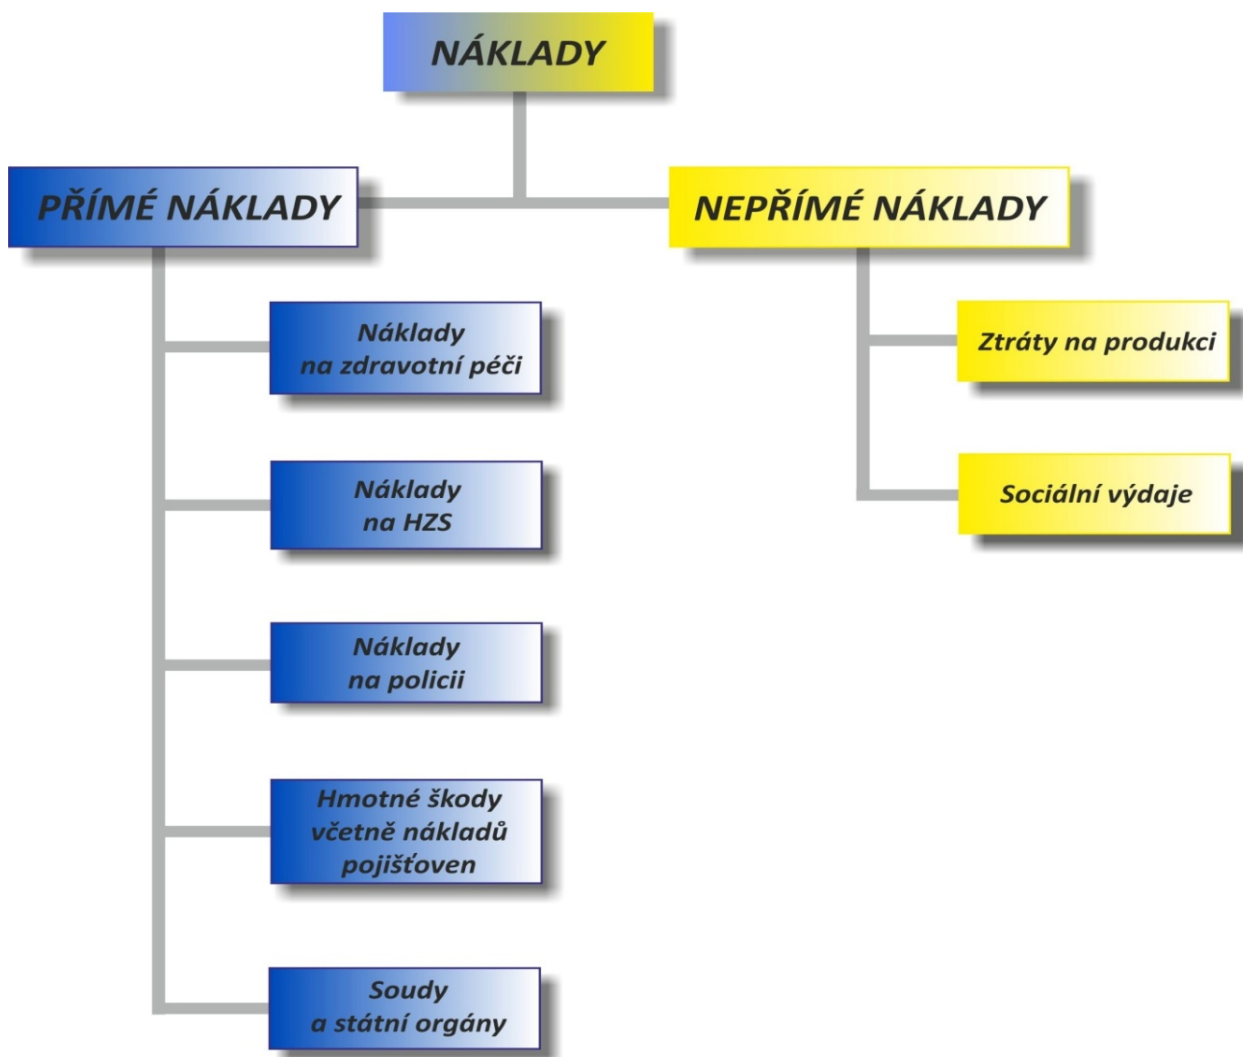 NÁKLADY
PŘÍMÉ NÁKLADY
NEPŘÍMÉ NÁKLADY
Náklady
na zdravotní péči
Náklady
na HZS
Náklady
na policii
Hmotné škody
včetně nákladů
pojišťoven
Soudy
a státní orgány
Ztráty na produkci
Sociální výdaje